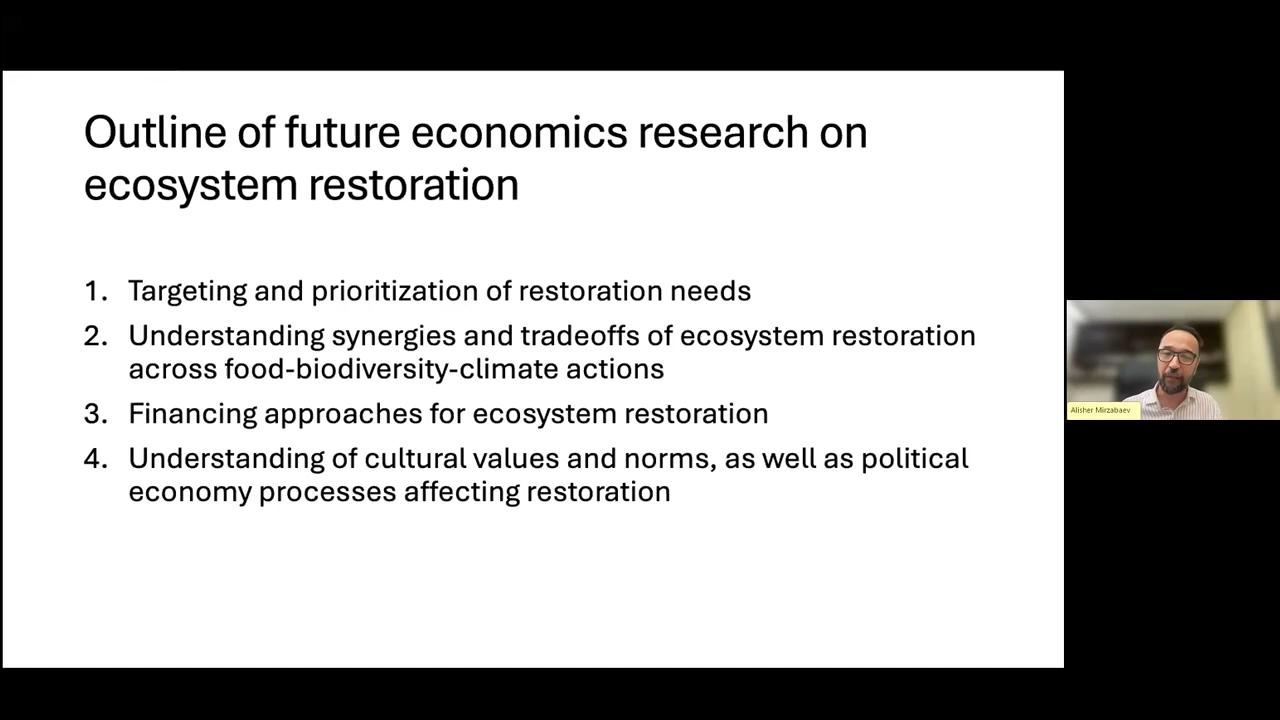 Outline of future economics research on
ecosystem restoration
1. Targeting and prioritization of restoration needs
2. Understanding synergies and tradeoffs of ecosystem restoration
across food-biodiversity-climate actions
3. Financing approaches for ecosystem restoration
4. Understanding of cultural values and norms, as well as political
economy processes affecting restoration
Alisher Mirzabaev